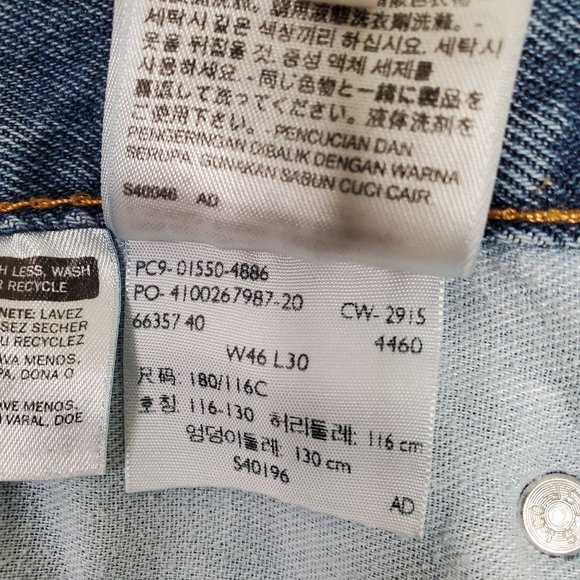 세탁시 같은 색상끼리 하십시오. 세탁시
옷을 뒤집을 것. 중성 액체 세제를
사용하세요. - 同じ色物と一緒に製品を
裏返して洗ってください。液体洗剤を
ご使用下さい。- PENCUCIAN DAN
PENGERINGAN DIBALIK DENGAN WARNA
SERUPA, GUNAKAN SABUN CUCI CAIR.
S40046 AD
H LESS, WASH
RECYCLE
NETE: LAVEZ
SSEZ SECHER
U RECYCLEZ
AVA MENOS,
PA, DONA O
AVE MENOS,
VARAL, DOE
PC9- 01550-4886
PO- 4100267987-20 CW- 2915
66357 40 4460
W46 L30
尺码: 180/116C
호칭: 116-130 허리둘레: 116 cm
엉덩이둘레: 130 cm
S40196
AD